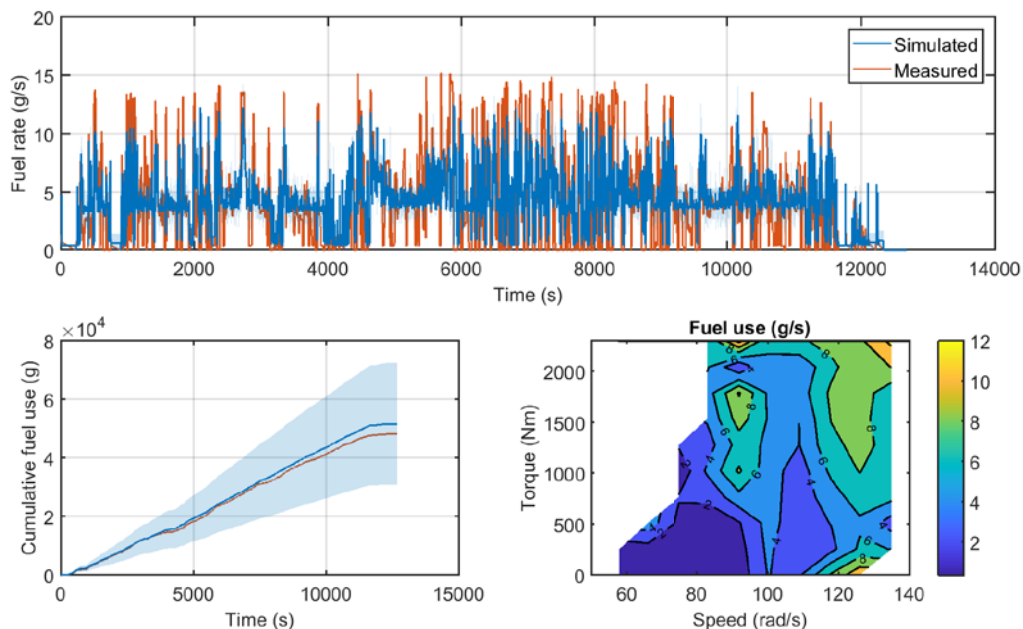 20
15
10
5
0
Fuel rate (g/s)
Simulated
Measured
0 2000 4000 6000 8000 10000 12000 14000
Time (s)
×10⁴
8
6
4
2
0
Cumulative fuel use (g)
0 5000 10000 15000
Time (s)
Fuel use (g/s)
2000
1500
1000
500
0
Torque (Nm)
60 80 100 120 140
Speed (rad/s)
12
10
8
6
4
2